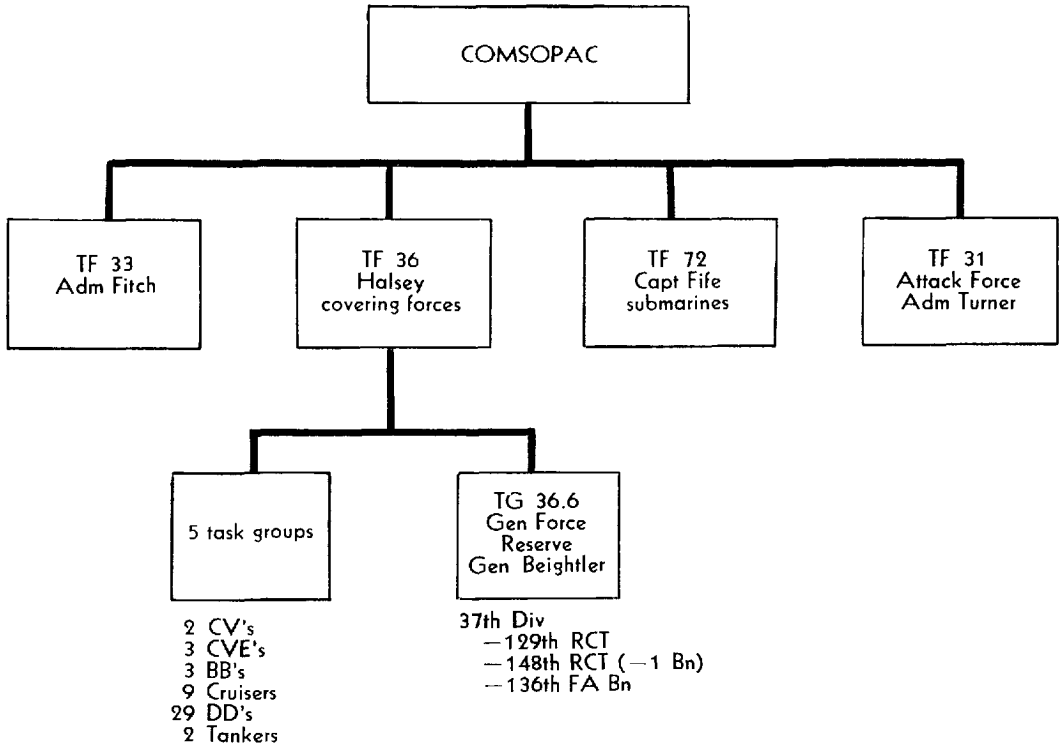 COMSOPAC
TF 33
Adm Fitch
TF 36
Halsey
covering forces
TF 72
Capt Fife
submarines
TF 31
Attack Force
Adm Turner
5 task groups
2 CV's
3 CVE's
3 BB's
9 Cruisers
29 DD's
2 Tankers
TG 36.6
Gen Force
Reserve
Gen Beightler
37th Div
—129th RCT
—148th RCT (—1 Bn)
—136th FA Bn